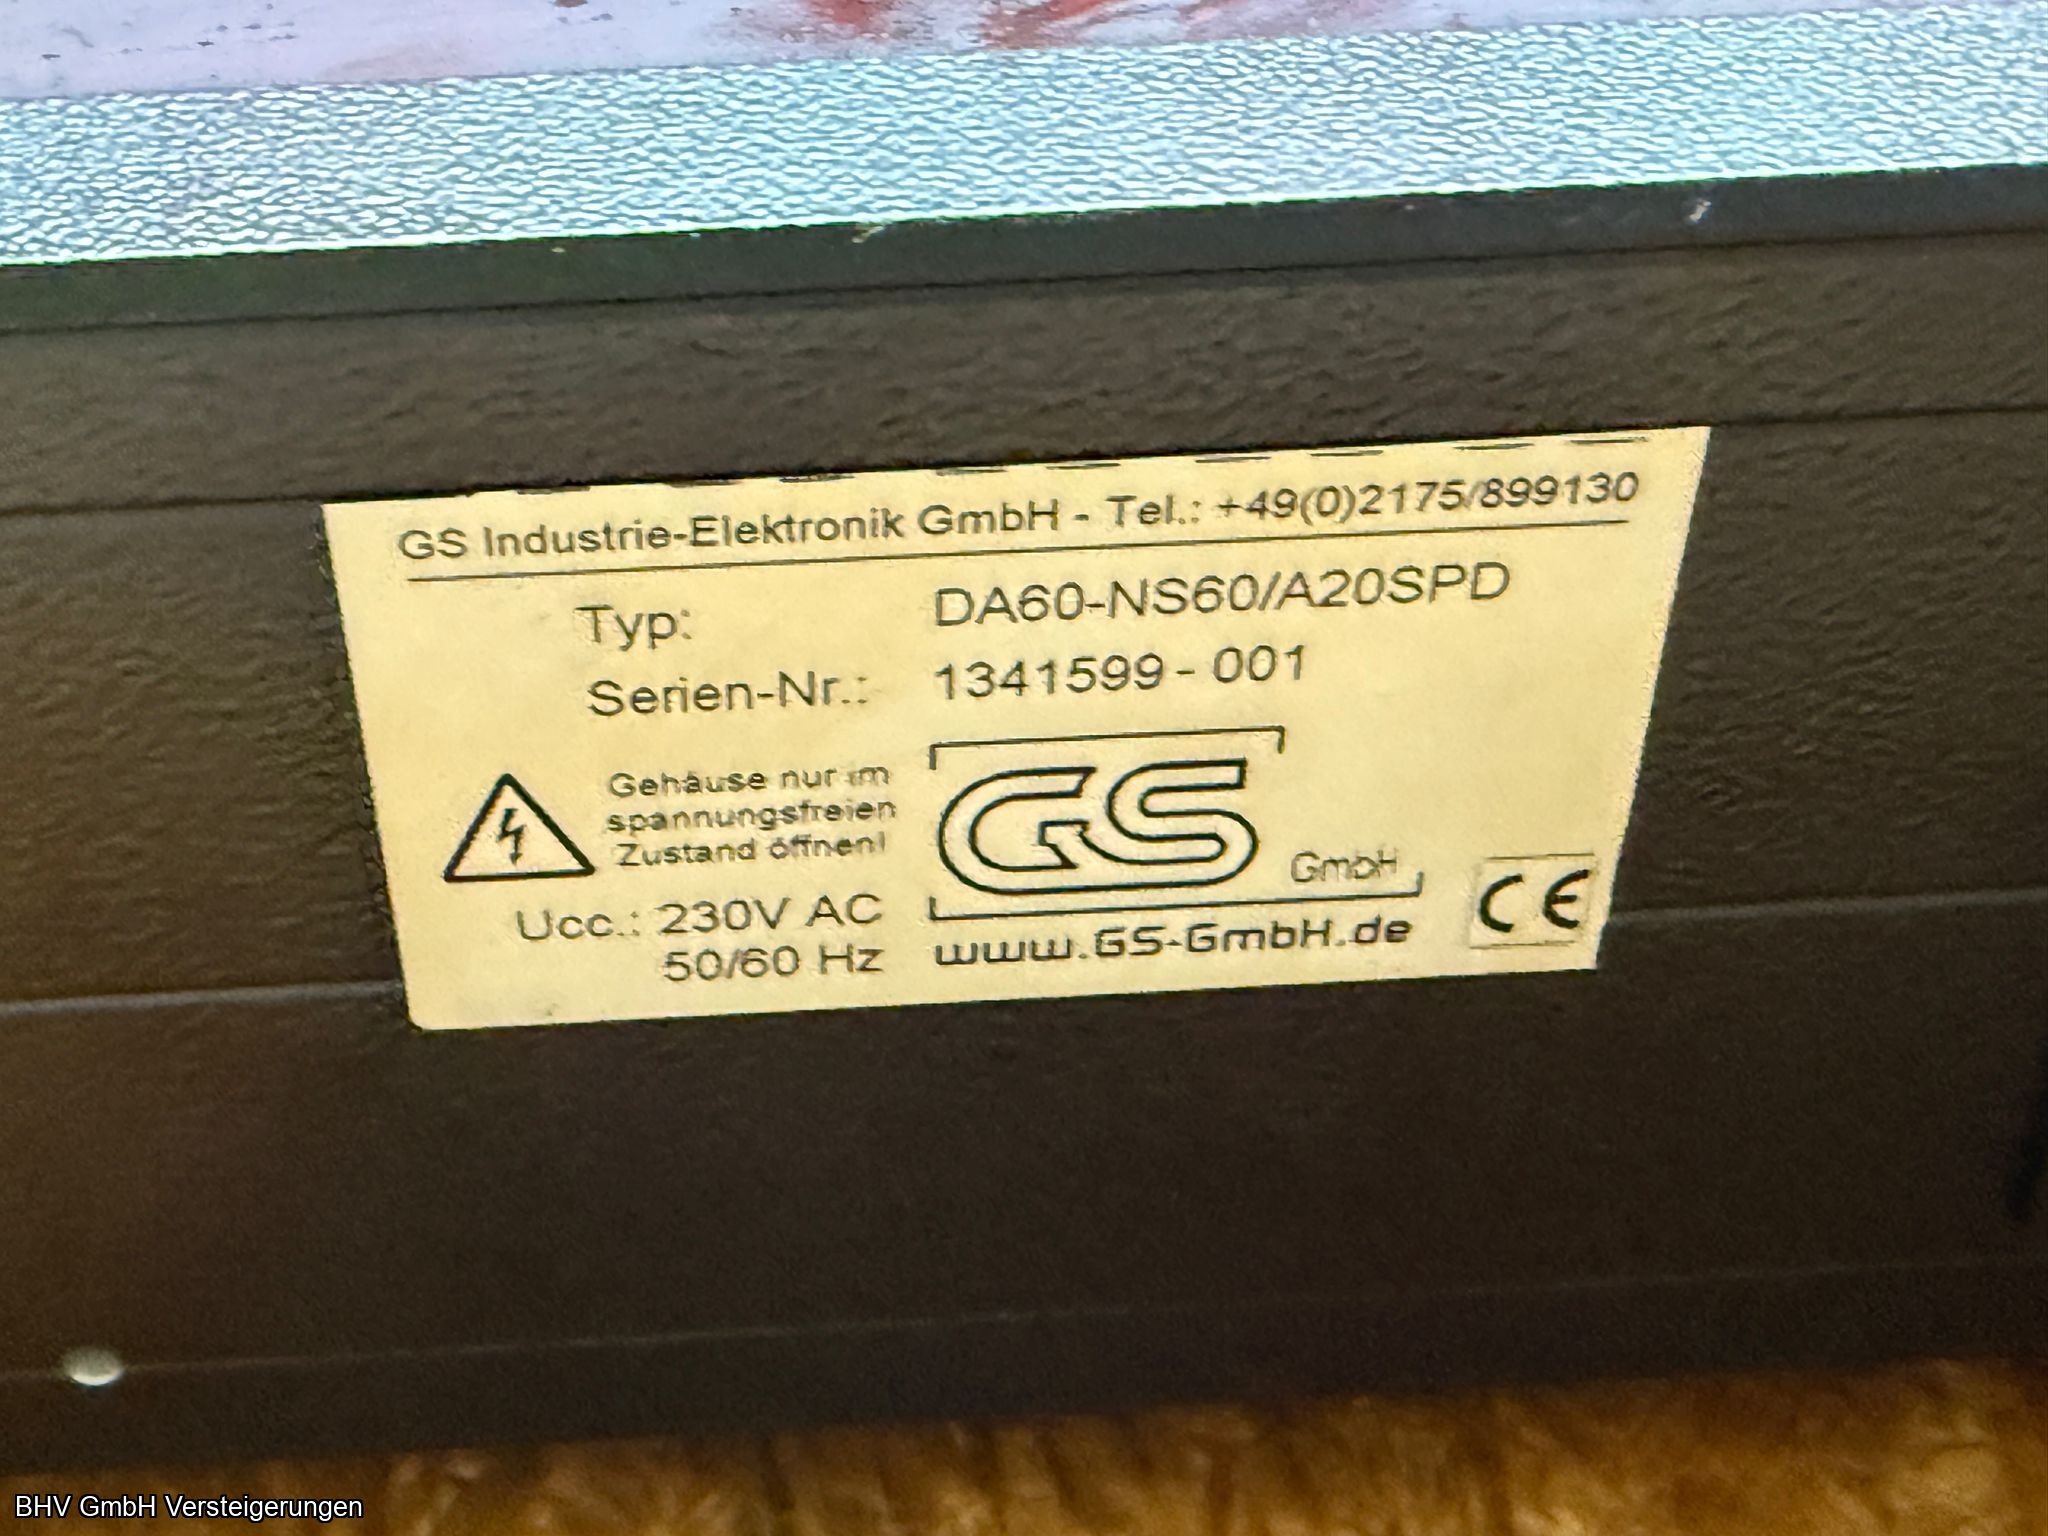 GS Industrie-Elektronik GmbH - Tel.: +49(0)2175/899130
Typ: DA60-NS60/A20SPD
Serien-Nr.: 1341599-001
Gehäuse nur im
spannungsfreien
Zustand öffnen!
GS
GmbH
Ucc.: 230V AC
50/60 Hz
www.GS-GmbH.de
CE
BHV GmbH Versteigerungen